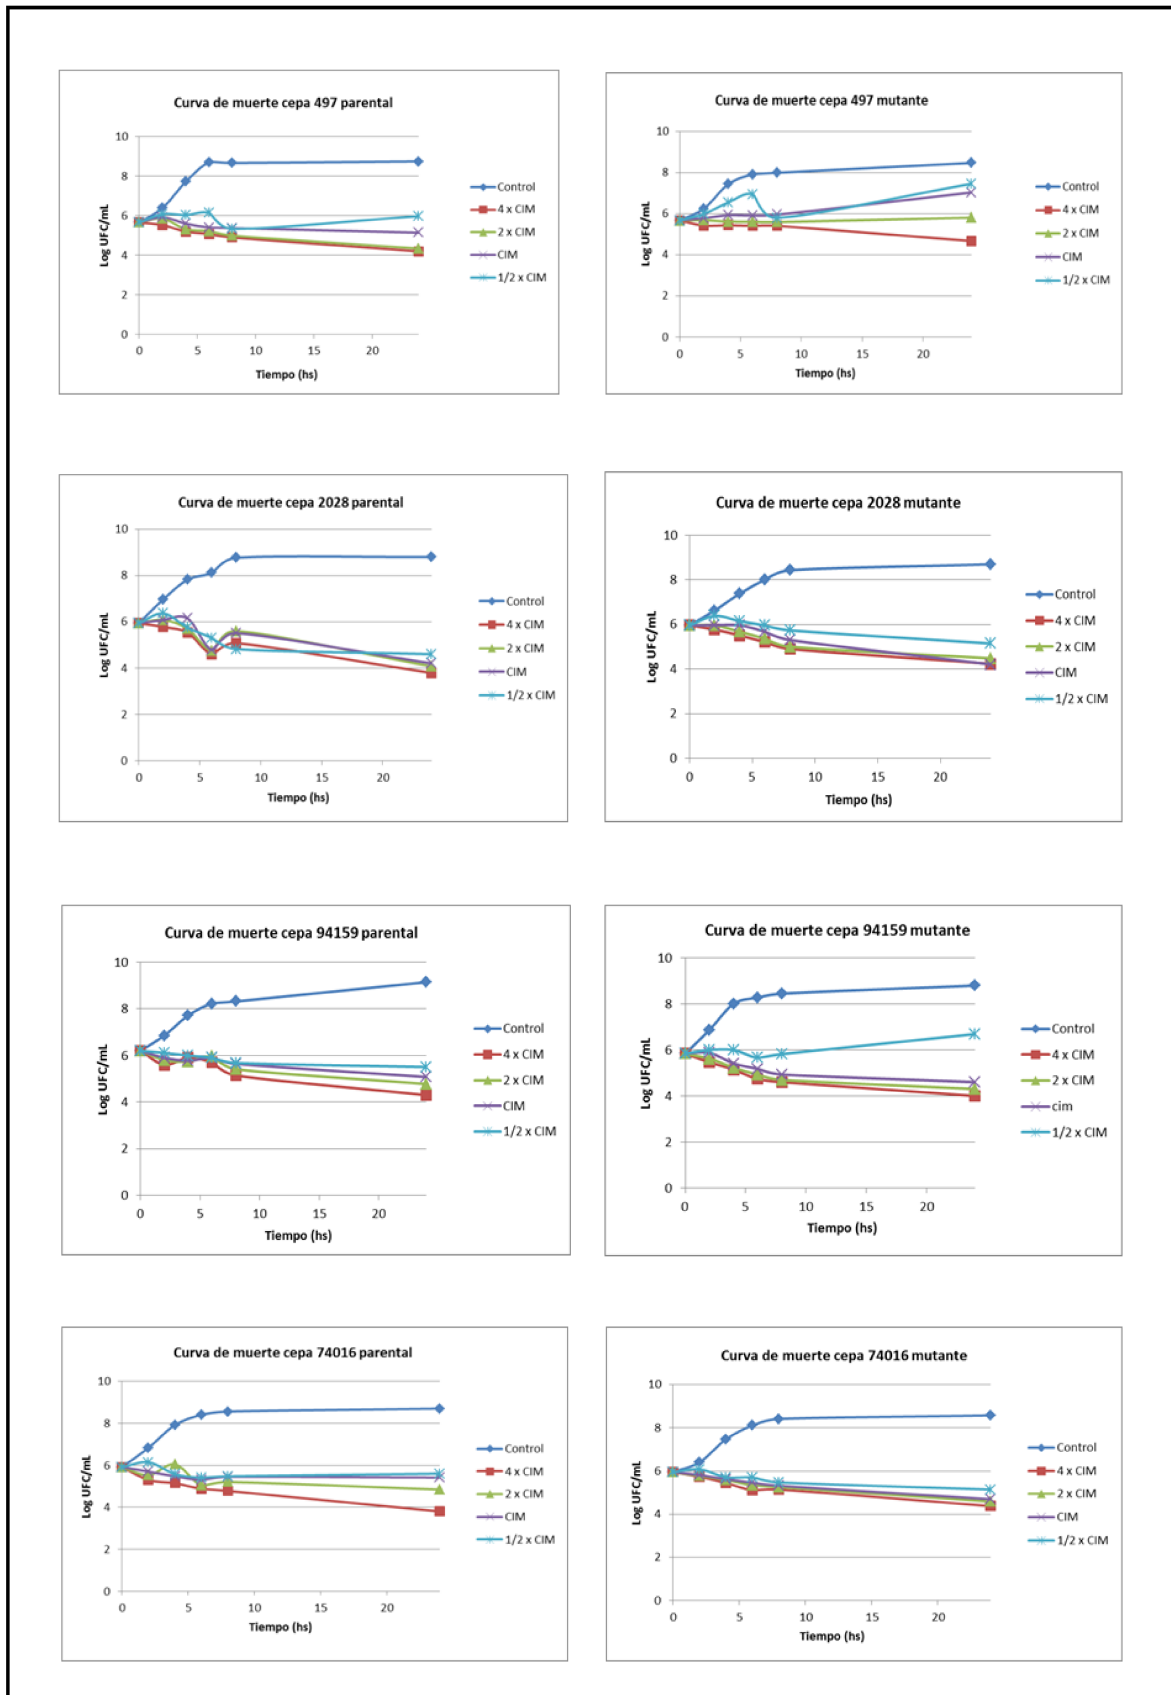 Curva de muerte cepa 497 parental
Log UFC/mL
10
8
6
4
2
0
0 5 10 15 20
Tiempo (hs)
Control
4 x CIM
2 x CIM
CIM
1/2 x CIM
Curva de muerte cepa 497 mutante
Log UFC/mL
10
8
6
4
2
0
0 5 10 15 20
Tiempo (hs)
Control
4 x CIM
2 x CIM
CIM
1/2 x CIM
Curva de muerte cepa 2028 parental
Log UFC/mL
10
8
6
4
2
0
0 5 10 15 20
Tiempo (hs)
Control
4 x CIM
2 x CIM
CIM
1/2 x CIM
Curva de muerte cepa 2028 mutante
Log UFC/mL
10
8
6
4
2
0
0 5 10 15 20
Tiempo (hs)
Control
4 x CIM
2 x CIM
CIM
1/2 x CIM
Curva de muerte cepa 94159 parental
Log UFC/mL
10
8
6
4
2
0
0 5 10 15 20
Tiempo (hs)
Control
4 x CIM
2 x CIM
CIM
1/2 x CIM
Curva de muerte cepa 94159 mutante
Log UFC/mL
10
8
6
4
2
0
0 5 10 15 20
Tiempo (hs)
Control
4 x CIM
2 x CIM
cim
1/2 x CIM
Curva de muerte cepa 74016 parental
Log UFC/mL
10
8
6
4
2
0
0 5 10 15 20
Tiempo (hs)
Control
4 x CIM
2 x CIM
CIM
1/2 x CIM
Curva de muerte cepa 74016 mutante
Log UFC/mL
10
8
6
4
2
0
0 5 10 15 20
Tiempo (hs)
Control
4 x CIM
2 x CIM
CIM
1/2 x CIM